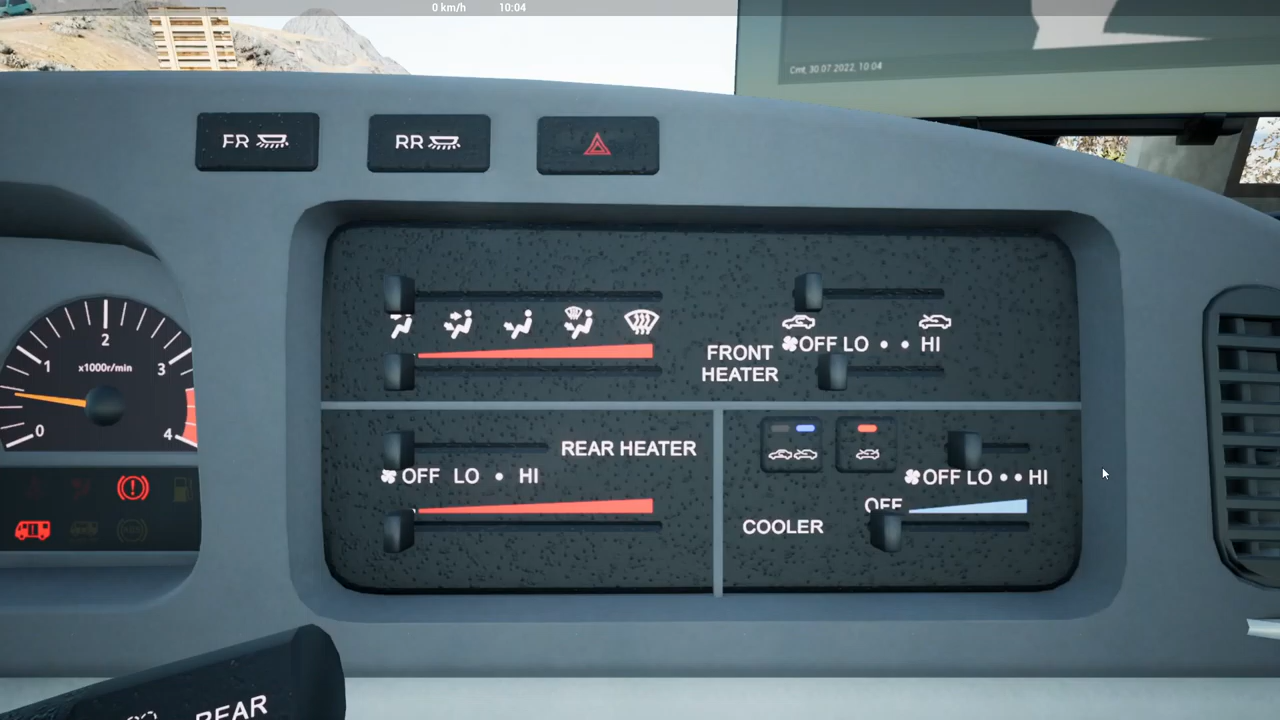 0 km/h 10:04
Cmt, 30.07.2022, 10:04
FR
RR
2
1 3
x1000r/min
0 4
OFF LO • • HI
FRONT
HEATER
REAR HEATER
OFF LO • HI
OFF LO • • HI
OFF
COOLER
REAR